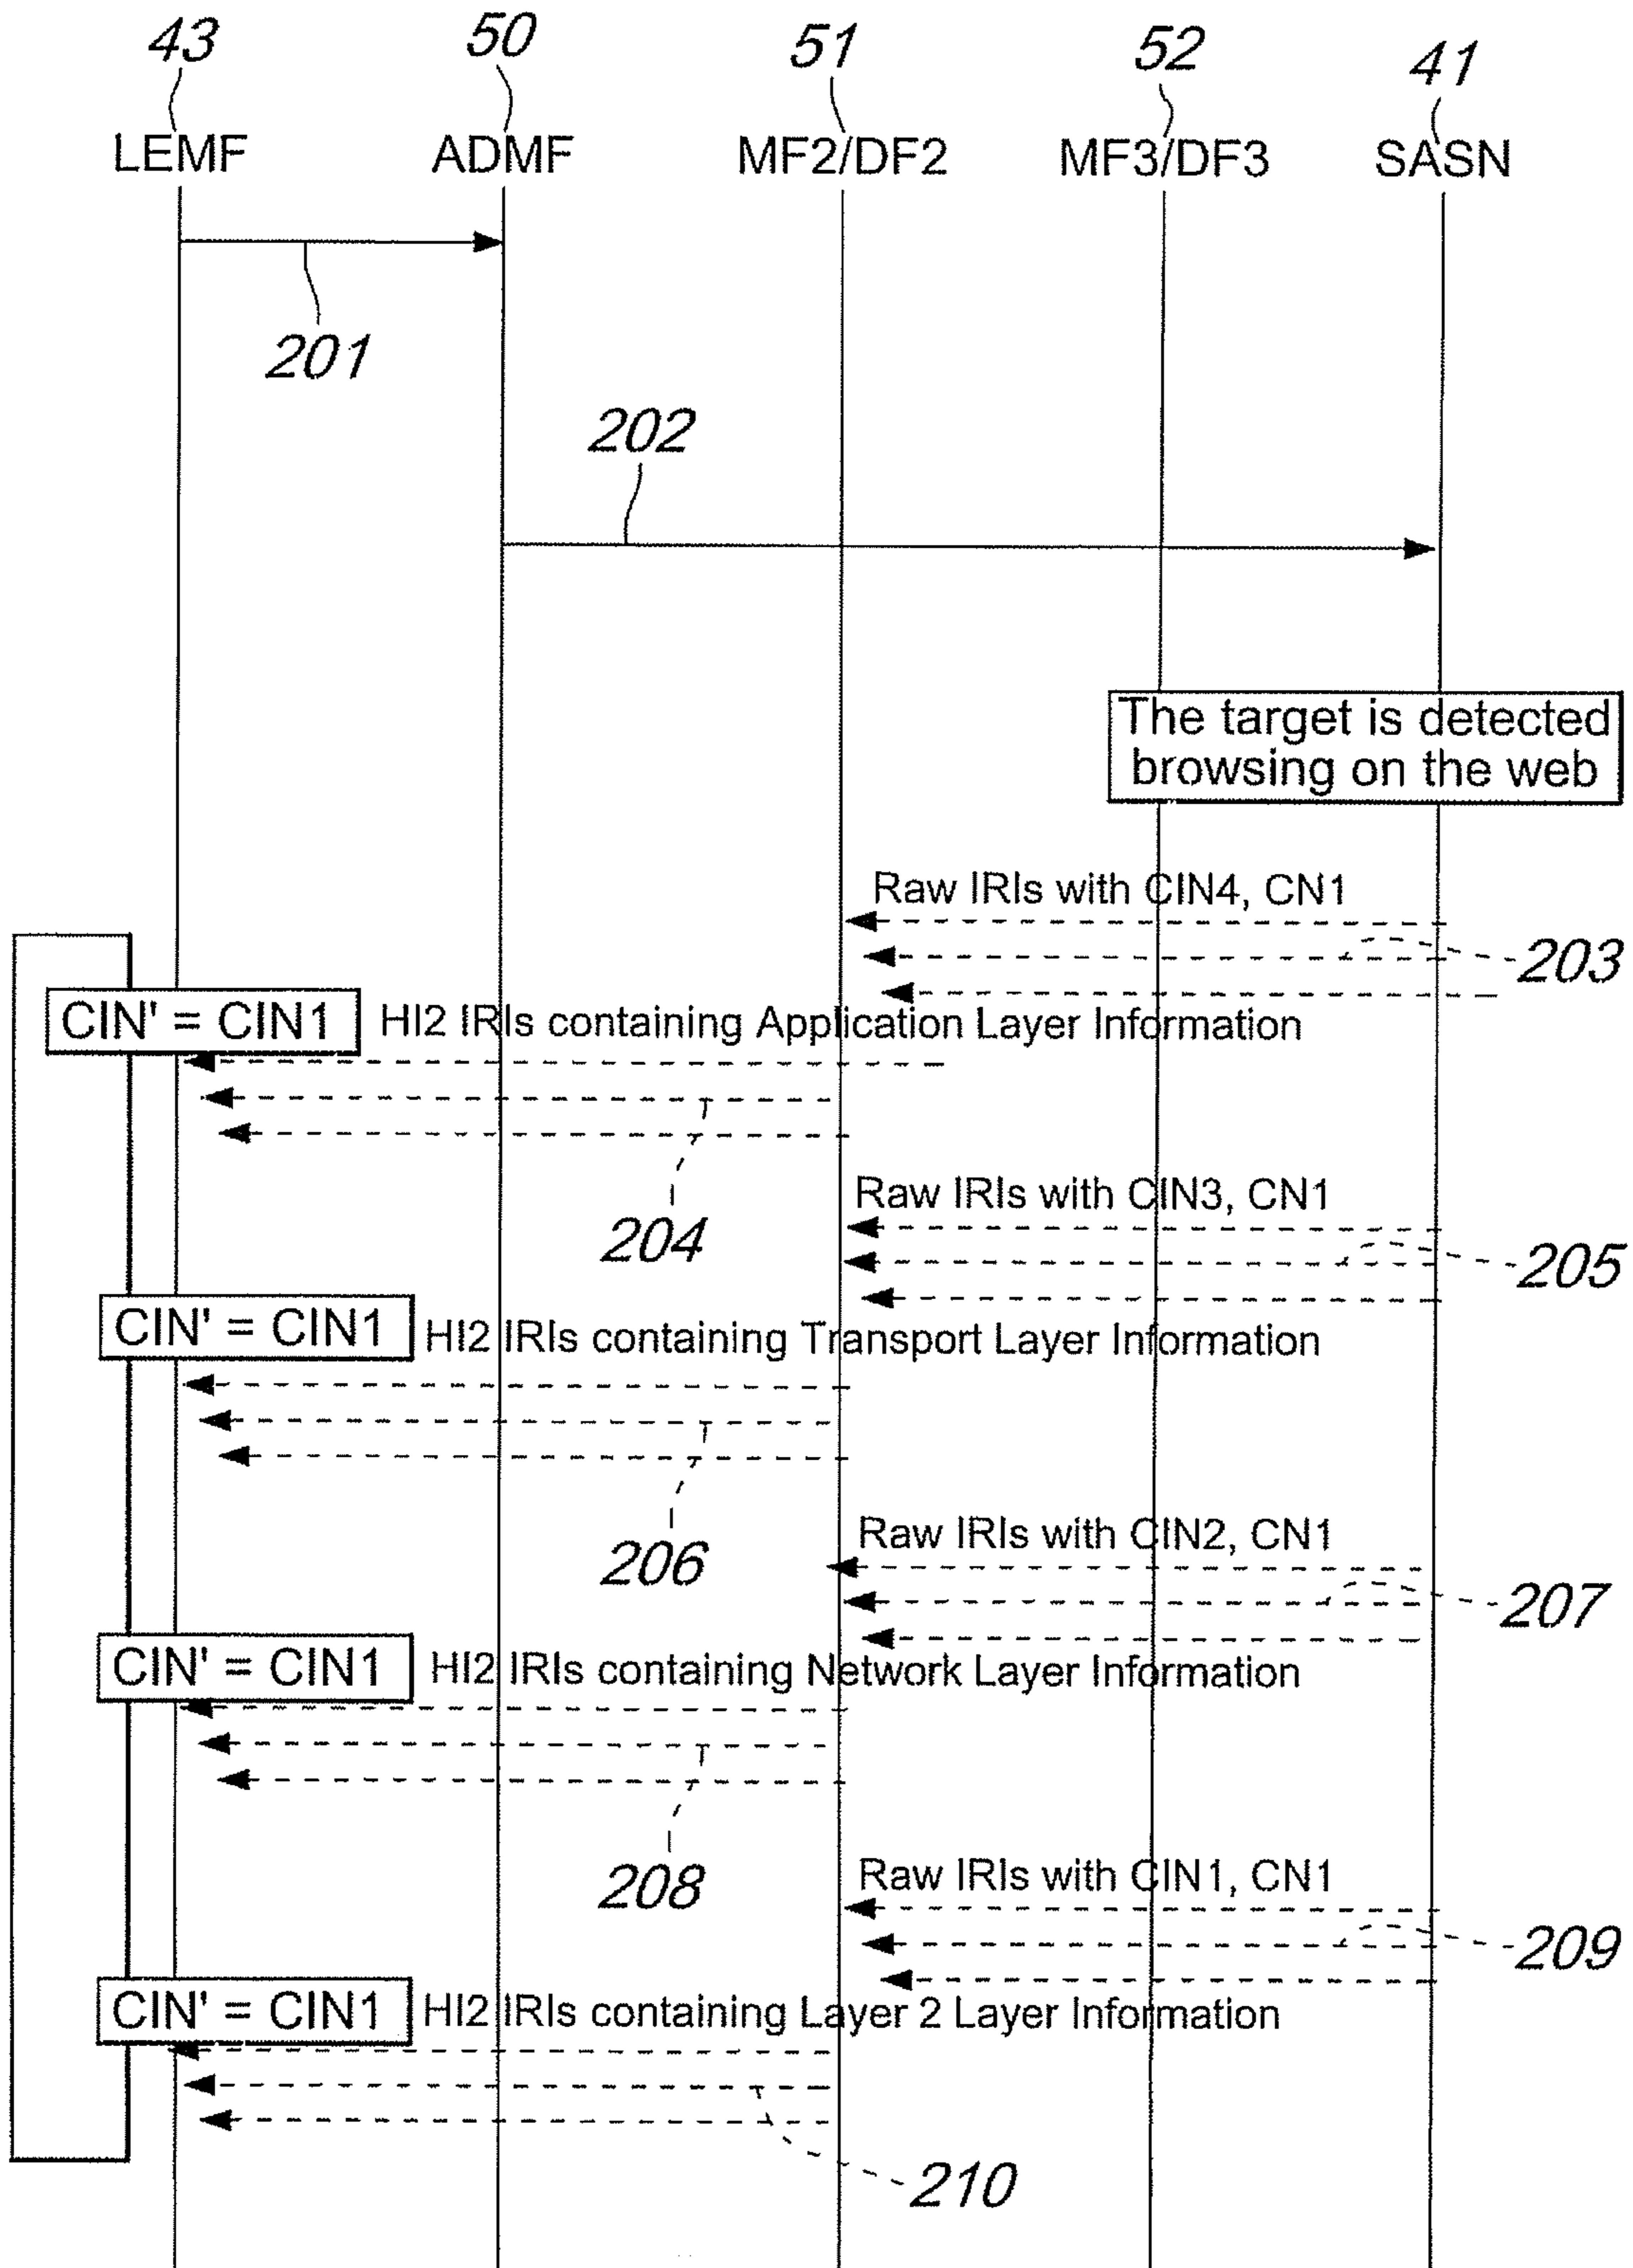 43
50
51
52
41
LEMF
ADMF
MF2/DF2
MF3/DF3
SASN
201
202
The target is detected
browsing on the web
Raw IRIs with CIN4, CN1
203
CIN' = CIN1
HI2 IRIs containing Application Layer Information
204
Raw IRIs with CIN3, CN1
205
CIN' = CIN1
HI2 IRIs containing Transport Layer Information
206
Raw IRIs with CIN2, CN1
207
CIN' = CIN1
HI2 IRIs containing Network Layer Information
208
Raw IRIs with CIN1, CN1
209
CIN' = CIN1
HI2 IRIs containing Layer 2 Layer Information
210